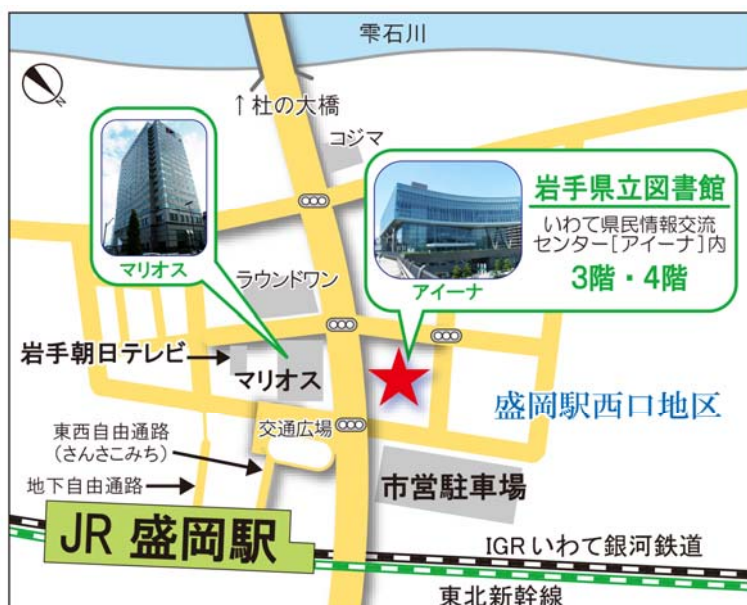 雫石川
N
↑杜の大橋
コジマ
マリオス
アイーナ
岩手県立図書館
いわて県民情報交流
センター[アイーナ]内
3階・4階
ラウンドワン
岩手朝日テレビ
マリオス
盛岡駅西口地区
東西自由通路
(さんさこみち)
交通広場
地下自由通路
市営駐車場
JR 盛岡駅
IGRいわて銀河鉄道
東北新幹線